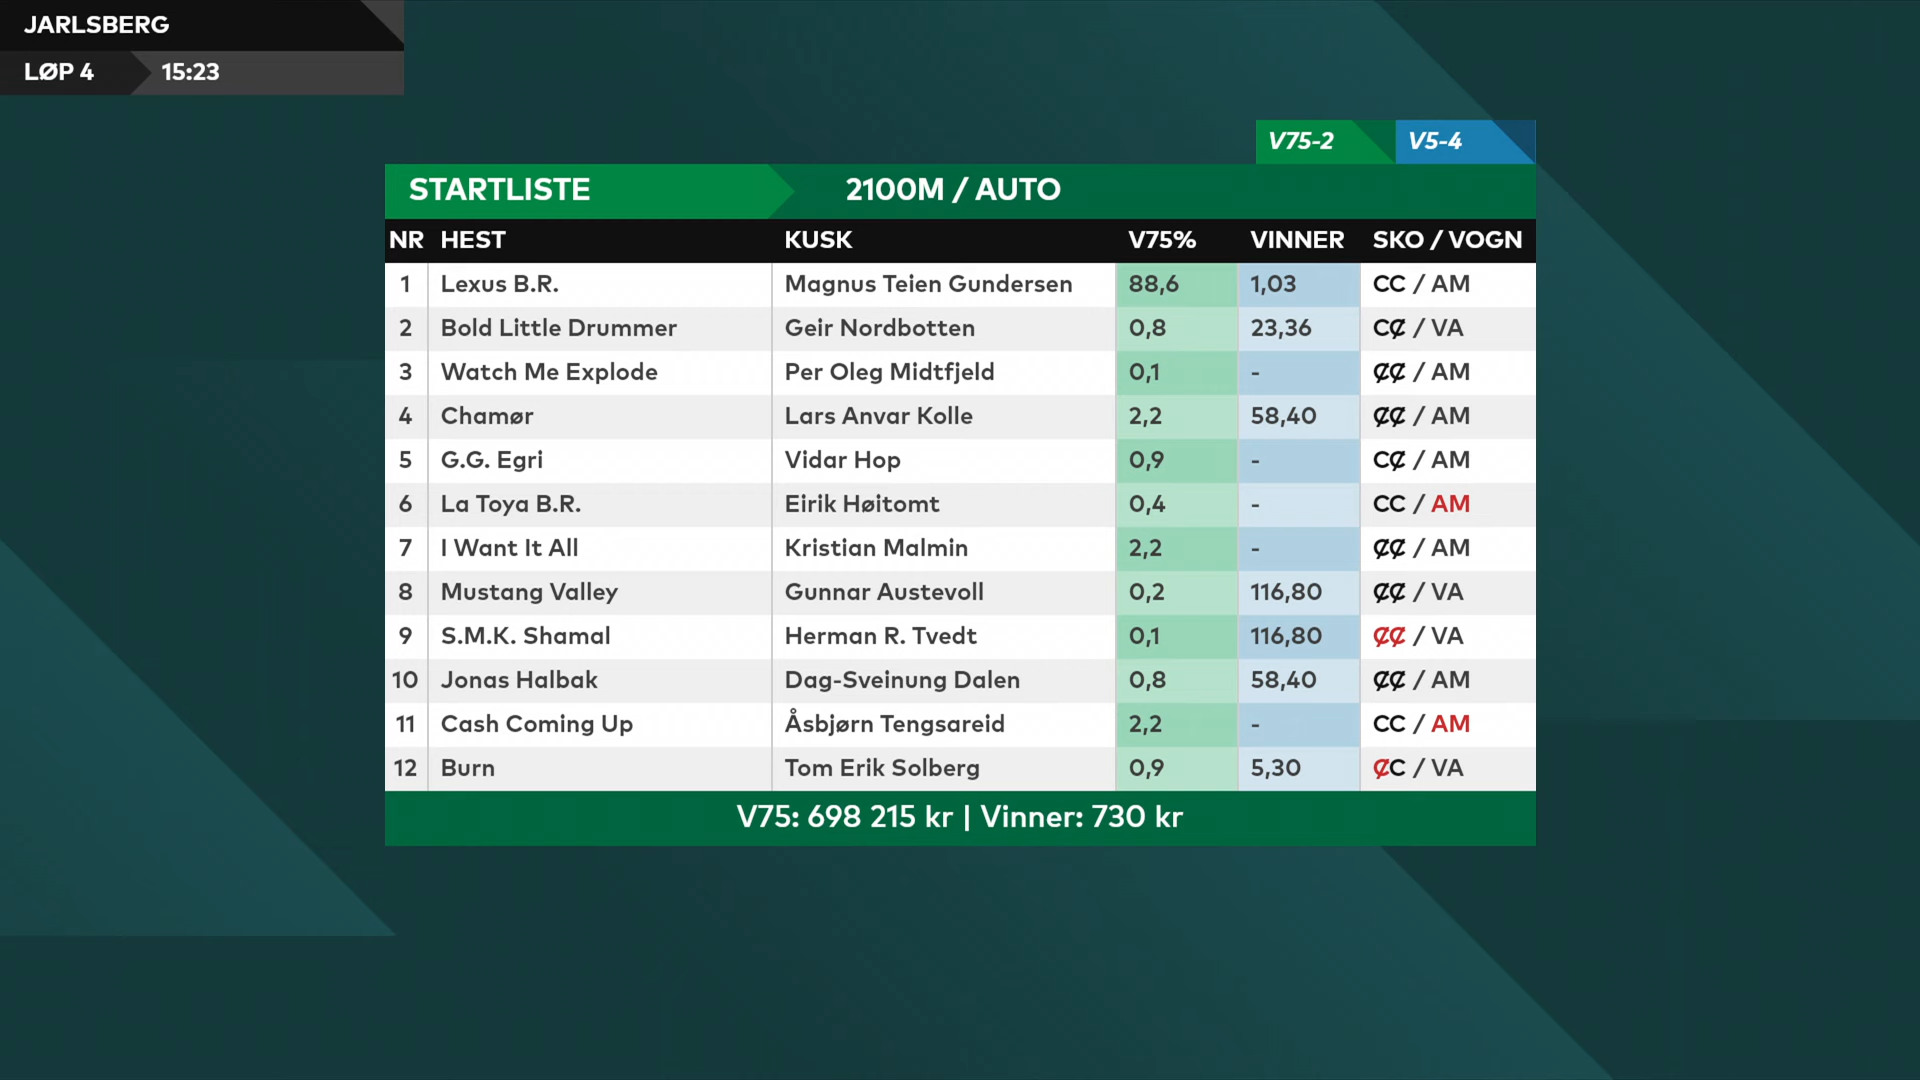 JARLSBERG
LØP 4 15:23
V75-2 V5-4
STARTLISTE 2100M / AUTO
NR HEST KUSK V75% VINNER SKO / VOGN
1 Lexus B.R. Magnus Teien Gundersen 88,6 1,03 CC / AM
2 Bold Little Drummer Geir Nordbotten 0,8 23,36 C₵ / VA
3 Watch Me Explode Per Oleg Midtfjeld 0,1 - ₵₵ / AM
4 Chamør Lars Anvar Kolle 2,2 58,40 ₵₵ / AM
5 G.G. Egri Vidar Hop 0,9 - C₵ / AM
6 La Toya B.R. Eirik Høitomt 0,4 - CC / AM
7 I Want It All Kristian Malmin 2,2 - ₵₵ / AM
8 Mustang Valley Gunnar Austevoll 0,2 116,80 ₵₵ / VA
9 S.M.K. Shamal Herman R. Tvedt 0,1 116,80 ₵₵ / VA
10 Jonas Halbak Dag-Sveinung Dalen 0,8 58,40 ₵₵ / AM
11 Cash Coming Up Åsbjørn Tengsareid 2,2 - CC / AM
12 Burn Tom Erik Solberg 0,9 5,30 ₵C / VA
V75: 698 215 kr | Vinner: 730 kr